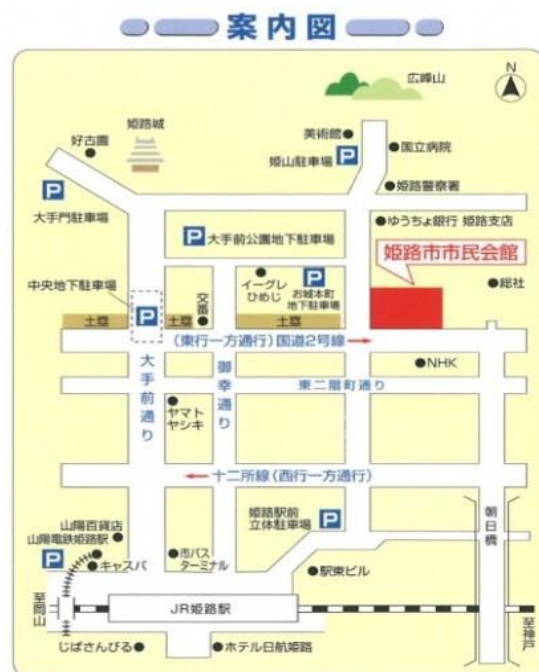 案内図
広峰山
N
姫路城
好古園
美術館
国立病院
P
姫山駐車場
姫路警察署
P
大手門駐車場
ゆうちょ銀行 姫路支店
P
大手前公園地下駐車場
姫路市市民会館
中央地下駐車場
イーグレ
ひめじ
P
お城本町
地下駐車場
総社
交番
土塁
P
土塁
土塁
(東行一方通行)国道2号線
大手前通り
御幸通り
東二階町通り
NHK
ヤマト
ヤシキ
十二所線(西行一方通行)
姫路駅前
立体駐車場
P
朝日橋
山陽百貨店
山陽電鉄姫路駅
P
キャスパ
市バス
ターミナル
駅東ビル
至岡山
JR姫路駅
至神戸
じばさんびる
ホテル日航姫路